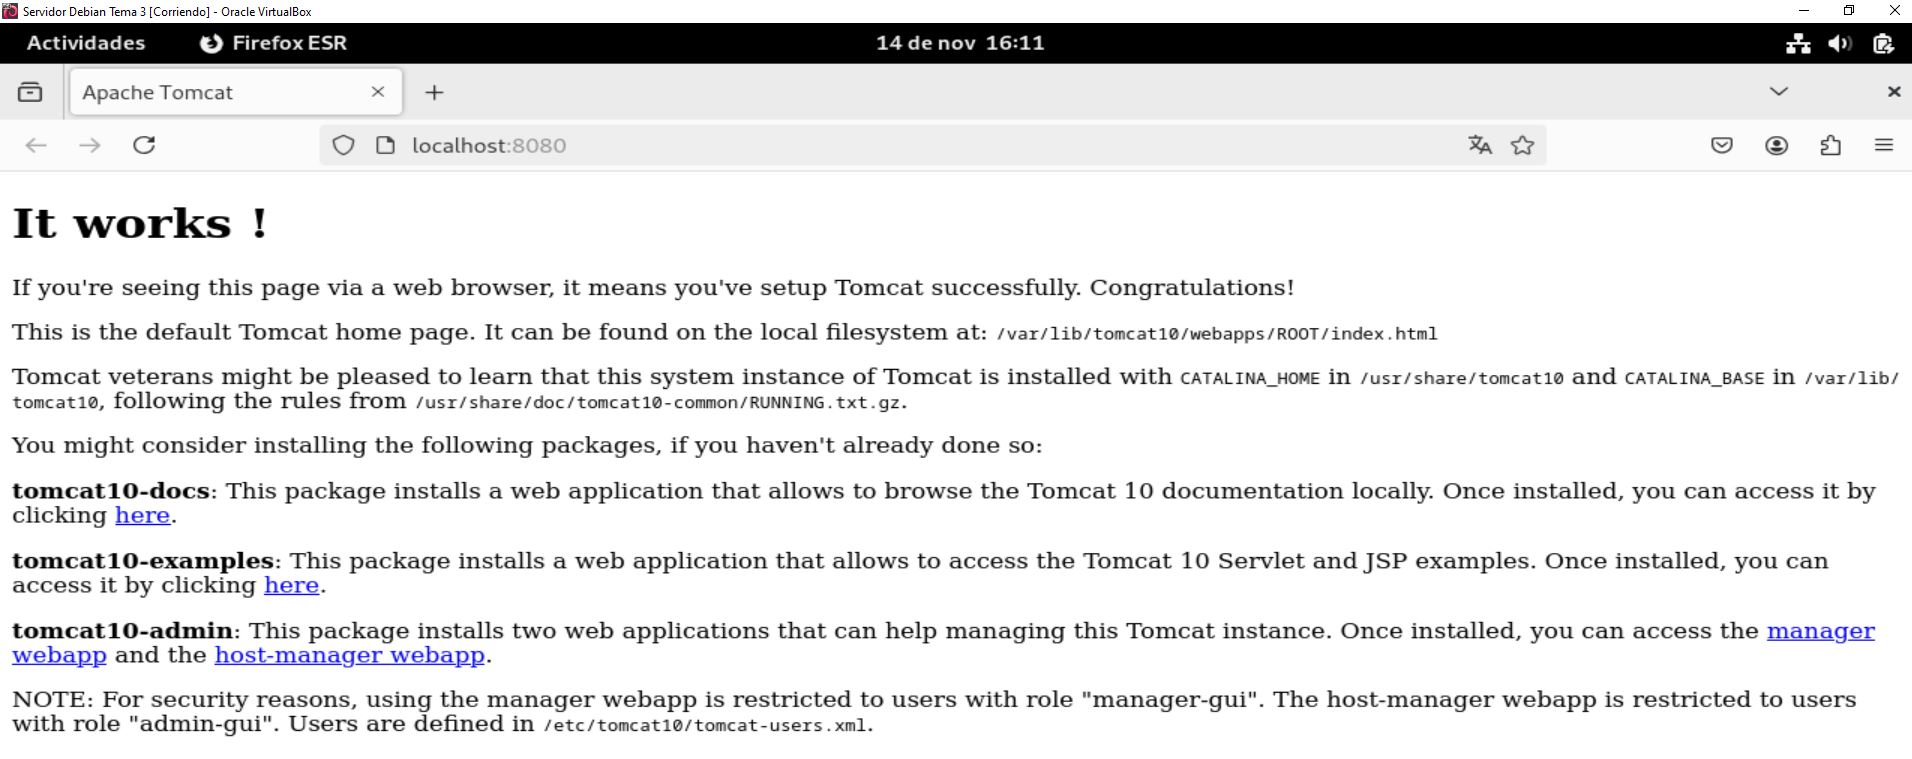 Servidor Debian Tema 3 [Corriendo] - Oracle VirtualBox
Actividades Firefox ESR 14 de nov 16:11
Apache Tomcat
localhost:8080
It works !
If you're seeing this page via a web browser, it means you've setup Tomcat successfully. Congratulations!
This is the default Tomcat home page. It can be found on the local filesystem at: /var/lib/tomcat10/webapps/ROOT/index.html
Tomcat veterans might be pleased to learn that this system instance of Tomcat is installed with CATALINA_HOME in /usr/share/tomcat10 and CATALINA_BASE in /var/lib/
tomcat10, following the rules from /usr/share/doc/tomcat10-common/RUNNING.txt.gz.
You might consider installing the following packages, if you haven't already done so:
tomcat10-docs: This package installs a web application that allows to browse the Tomcat 10 documentation locally. Once installed, you can access it by
clicking here.
tomcat10-examples: This package installs a web application that allows to access the Tomcat 10 Servlet and JSP examples. Once installed, you can
access it by clicking here.
tomcat10-admin: This package installs two web applications that can help managing this Tomcat instance. Once installed, you can access the manager
webapp and the host-manager webapp.
NOTE: For security reasons, using the manager webapp is restricted to users with role "manager-gui". The host-manager webapp is restricted to users
with role "admin-gui". Users are defined in /etc/tomcat10/tomcat-users.xml.